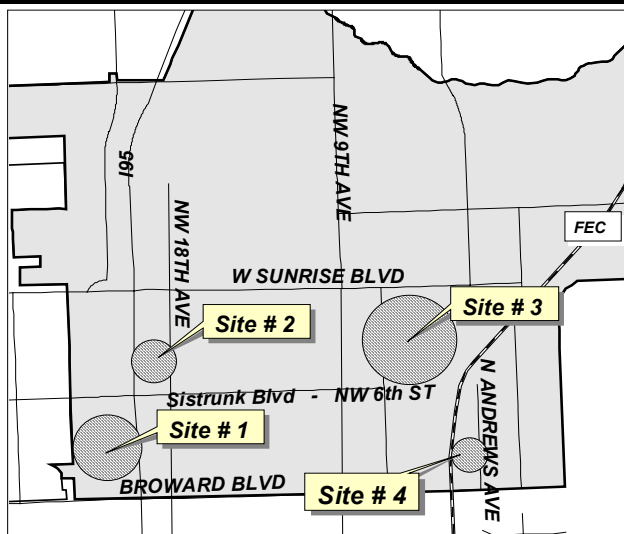 I95
NW 9TH AVE
NW 18TH AVE
FEC
W SUNRISE BLVD
Site # 3
Site # 2
Sistrunk Blvd - NW 6th ST
Site # 1
N ANDREWS AVE
BROWARD BLVD
Site # 4